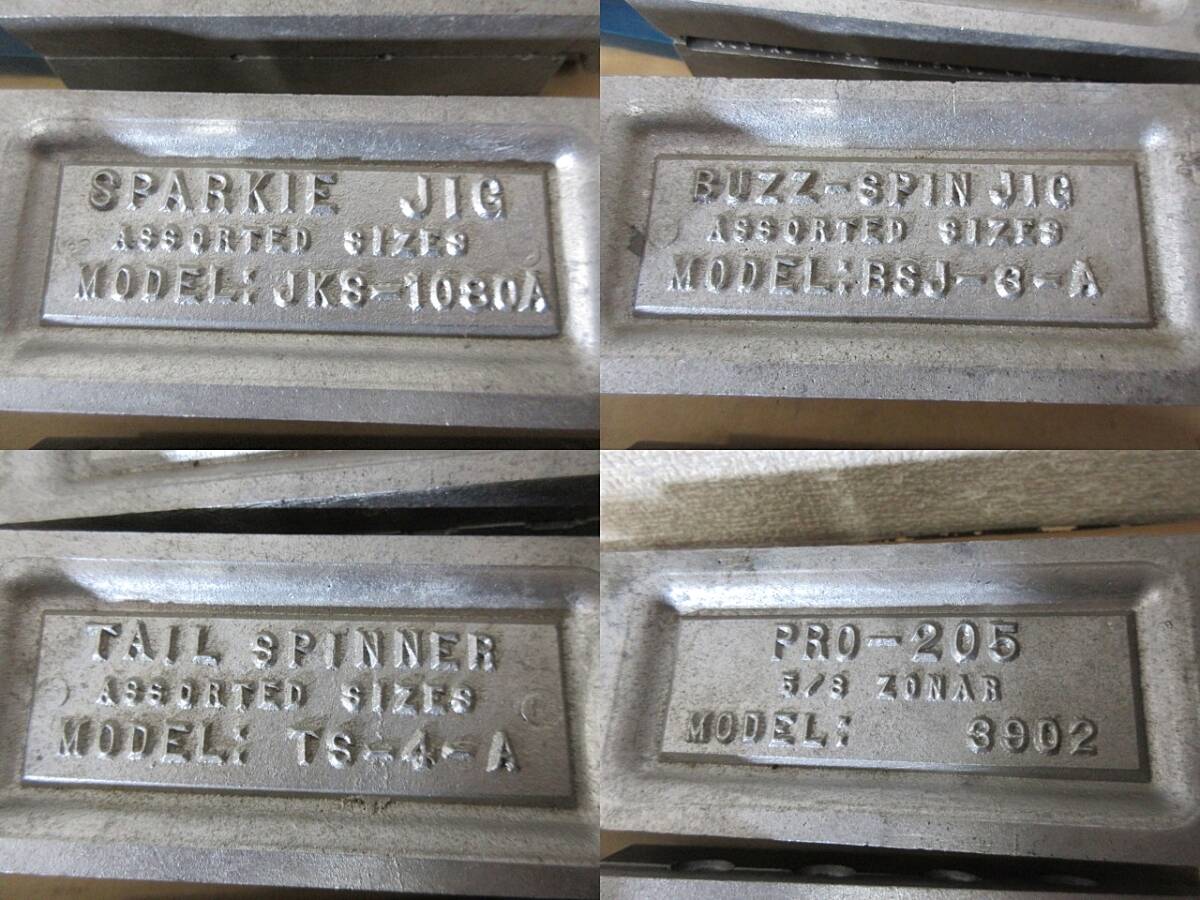 SPARKIE JIG
ASSORTED SIZES
MODEL: JKS-1080A
BUZZ-SPIN JIG
ASSORTED SIZES
MODEL: BSJ-6-A
TAIL SPINNER
ASSORTED SIZES
MODEL: TS-4-A
PRO-205
5/8 ZONAR
MODEL: 3902